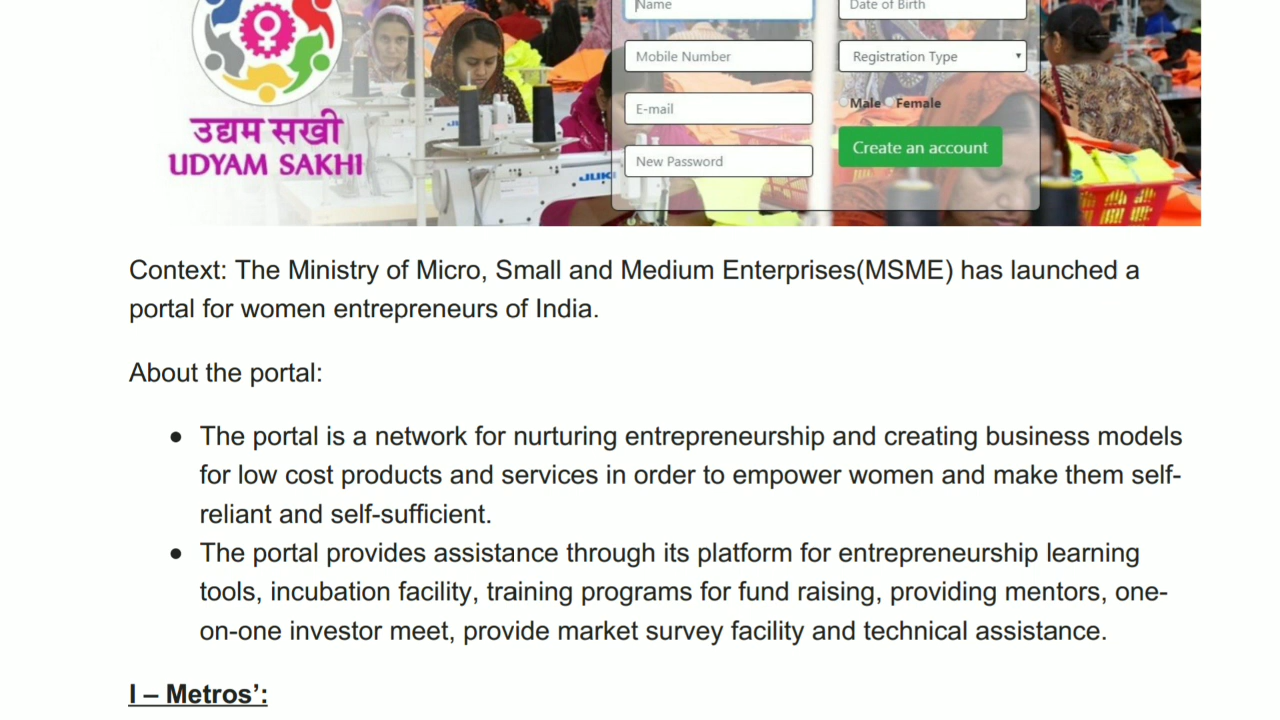 Name
Date of Birth
Mobile Number
Registration Type
E-mail
Male Female
New Password
Create an account
उद्यम सखी
UDYAM SAKHI
JUKI
Context: The Ministry of Micro, Small and Medium Enterprises(MSME) has launched a
portal for women entrepreneurs of India.
About the portal:
● The portal is a network for nurturing entrepreneurship and creating business models
for low cost products and services in order to empower women and make them self-
reliant and self-sufficient.
● The portal provides assistance through its platform for entrepreneurship learning
tools, incubation facility, training programs for fund raising, providing mentors, one-
on-one investor meet, provide market survey facility and technical assistance.
I – Metros’: